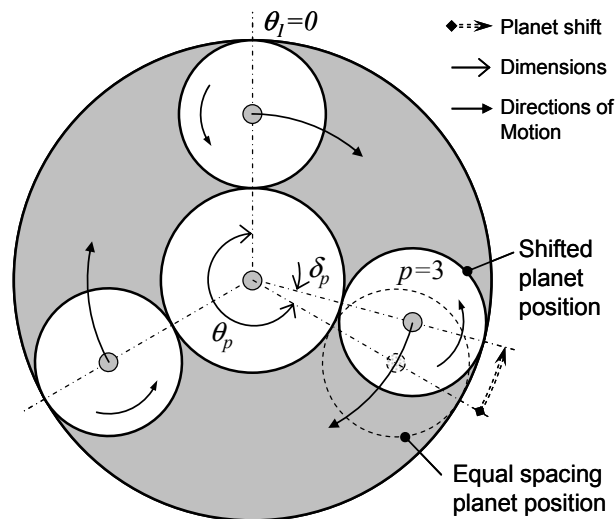 θ₁=0
Planet shift
Dimensions
Directions of
Motion
δₚ
p=3
θₚ
Shifted
planet
position
Equal spacing
planet position